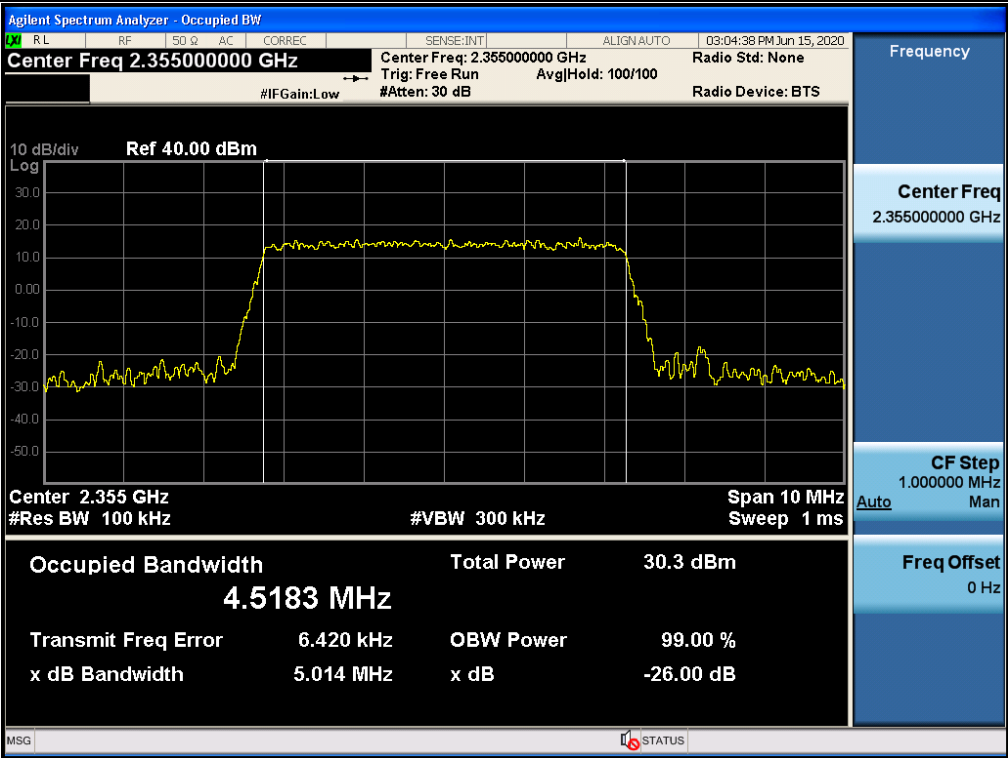 Agilent Spectrum Analyzer - Occupied BW
LXI RL RF 50 Ω AC CORREC SENSE:INT ALIGN AUTO 03:04:38 PM Jun 15, 2020
Center Freq 2.355000000 GHz
Center Freq: 2.355000000 GHz Radio Std: None
Trig: Free Run Avg|Hold: 100/100
#IFGain:Low #Atten: 30 dB Radio Device: BTS
Frequency
10 dB/div Ref 40.00 dBm
Log
30.0
20.0
10.0
0.00
-10.0
-20.0
-30.0
-40.0
-50.0
Center 2.355 GHz Span 10 MHz
#Res BW 100 kHz #VBW 300 kHz Sweep 1 ms
Occupied Bandwidth Total Power 30.3 dBm
4.5183 MHz
Transmit Freq Error 6.420 kHz OBW Power 99.00 %
x dB Bandwidth 5.014 MHz x dB -26.00 dB
Center Freq
2.355000000 GHz
CF Step
1.000000 MHz
Auto Man
Freq Offset
0 Hz
MSG STATUS